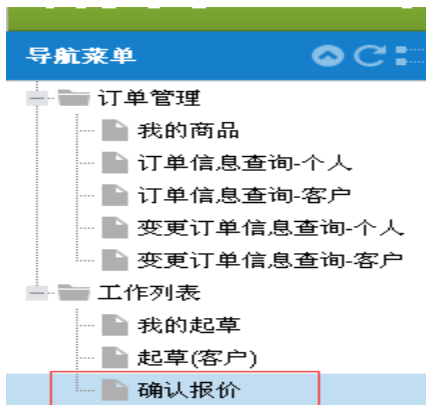 导航菜单
订单管理
我的商品
订单信息查询-个人
订单信息查询-客户
变更订单信息查询-个人
变更订单信息查询-客户
工作列表
我的起草
起草(客户)
确认报价